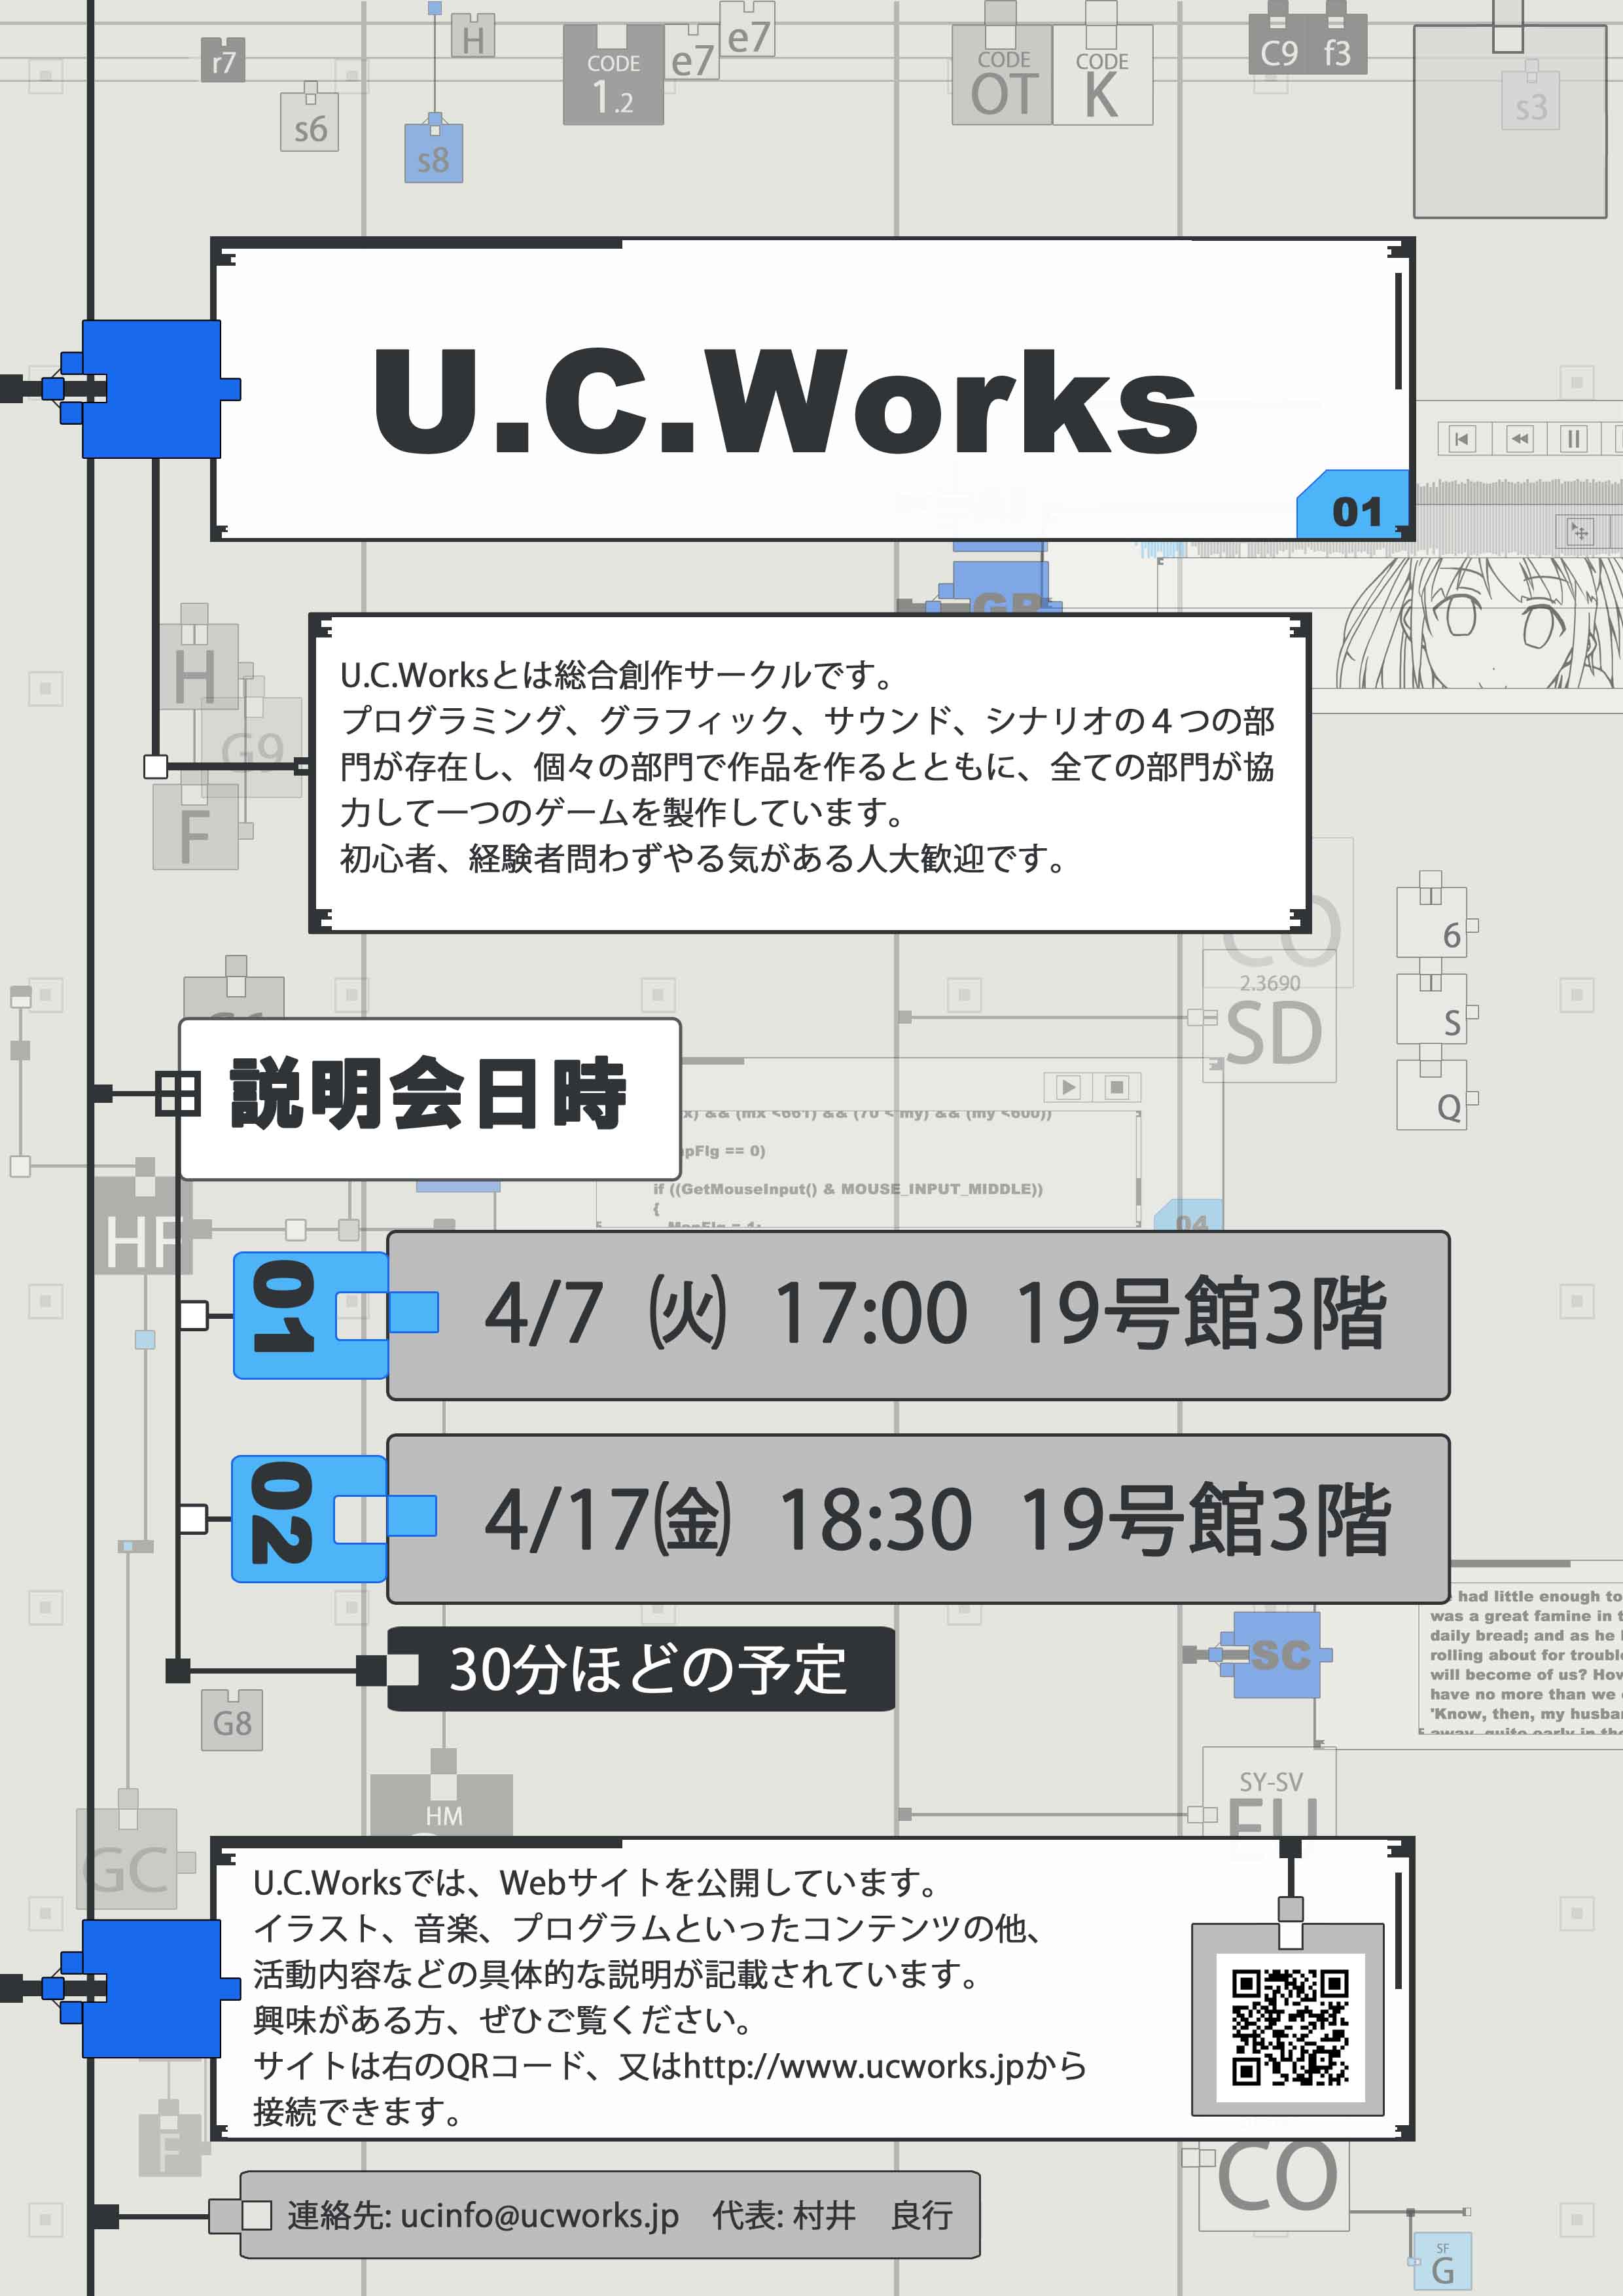 r7
H
s6
s8
CODE
1.2
e7
e7
CODE
OT
CODE
K
C9
f3
s3
U.C.Works
01
U.C.Worksとは総合創作サークルです。
プログラミング、グラフィック、サウンド、シナリオの４つの部
門が存在し、個々の部門で作品を作るとともに、全ての部門が協
力して一つのゲームを製作しています。
初心者、経験者問わずやる気がある人大歓迎です。
H
G9
F
CO
2.3690
SD
6
S
Q
説明会日時
x) && (mx <661) && (70 < my) && (my <600))
pFlg == 0)
if ((GetMouseInput() & MOUSE_INPUT_MIDDLE))
{
MapFlg = 1;
04
HF
01
4/7 ㈫ 17:00 19号館3階
02
4/17㈮ 18:30 19号館3階
30分ほどの予定
had little enough to
was a great famine in
daily bread; and as he
rolling about for
will become of us?
have no more than we
'Know, then, my
away, quite early in
SC
G8
HM
SY-SV
GC
U.C.Worksでは、Webサイトを公開しています。
イラスト、音楽、プログラムといったコンテンツの他、
活動内容などの具体的な説明が記載されています。
興味がある方、ぜひご覧ください。
サイトは右のQRコード、又はhttp://www.ucworks.jpから
接続できます。
F
CO
連絡先: ucinfo@ucworks.jp　代表: 村井　良行
SF
G